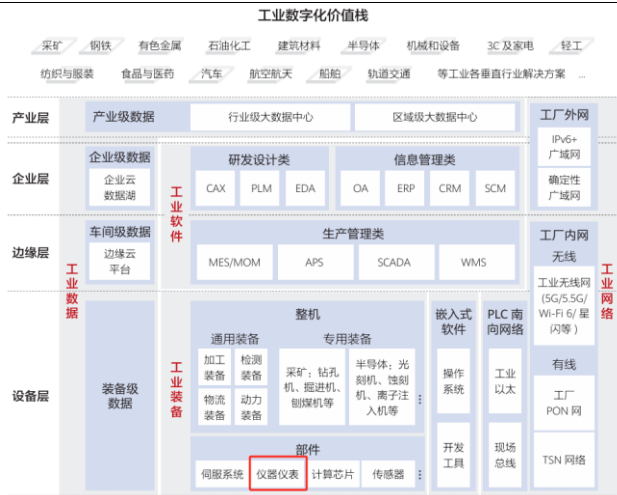 工业数字化价值栈
采矿 钢铁 有色金属 石油化工 建筑材料 半导体 机械和设备 3C 及家电 轻工
纺织与服装 食品与医药 汽车 航空航天 船舶 轨道交通 等工业各垂直行业解决方案 ...
产业层
产业级数据
行业级大数据中心
区域级大数据中心
工厂外网
IPv6+
广域网
确定性
广域网
企业层
企业级数据
企业云
数据湖
工业软件
研发设计类
CAX PLM EDA
信息管理类
OA ERP CRM SCM
边缘层
车间级数据
边缘云
平台
生产管理类
MES/MOM APS SCADA WMS
工业数据
工业网络
工厂内网
无线
工业无线网
(5G/5.5G/
Wi-Fi 6/ 星
闪等 )
有线
工厂
PON 网
TSN 网络
设备层
装备级
数据
工业装备
整机
通用装备
加工
装备
检测
装备
物流
装备
动力
装备
专用装备
采矿：钻孔
机、掘进机、
刨煤机等
半导体：光
刻机、蚀刻
机、离子注
入机等
部件
伺服系统 仪器仪表 计算芯片 传感器
嵌入式
软件
操作
系统
开发
工具
PLC 南
向网络
工业
以太
现场
总线